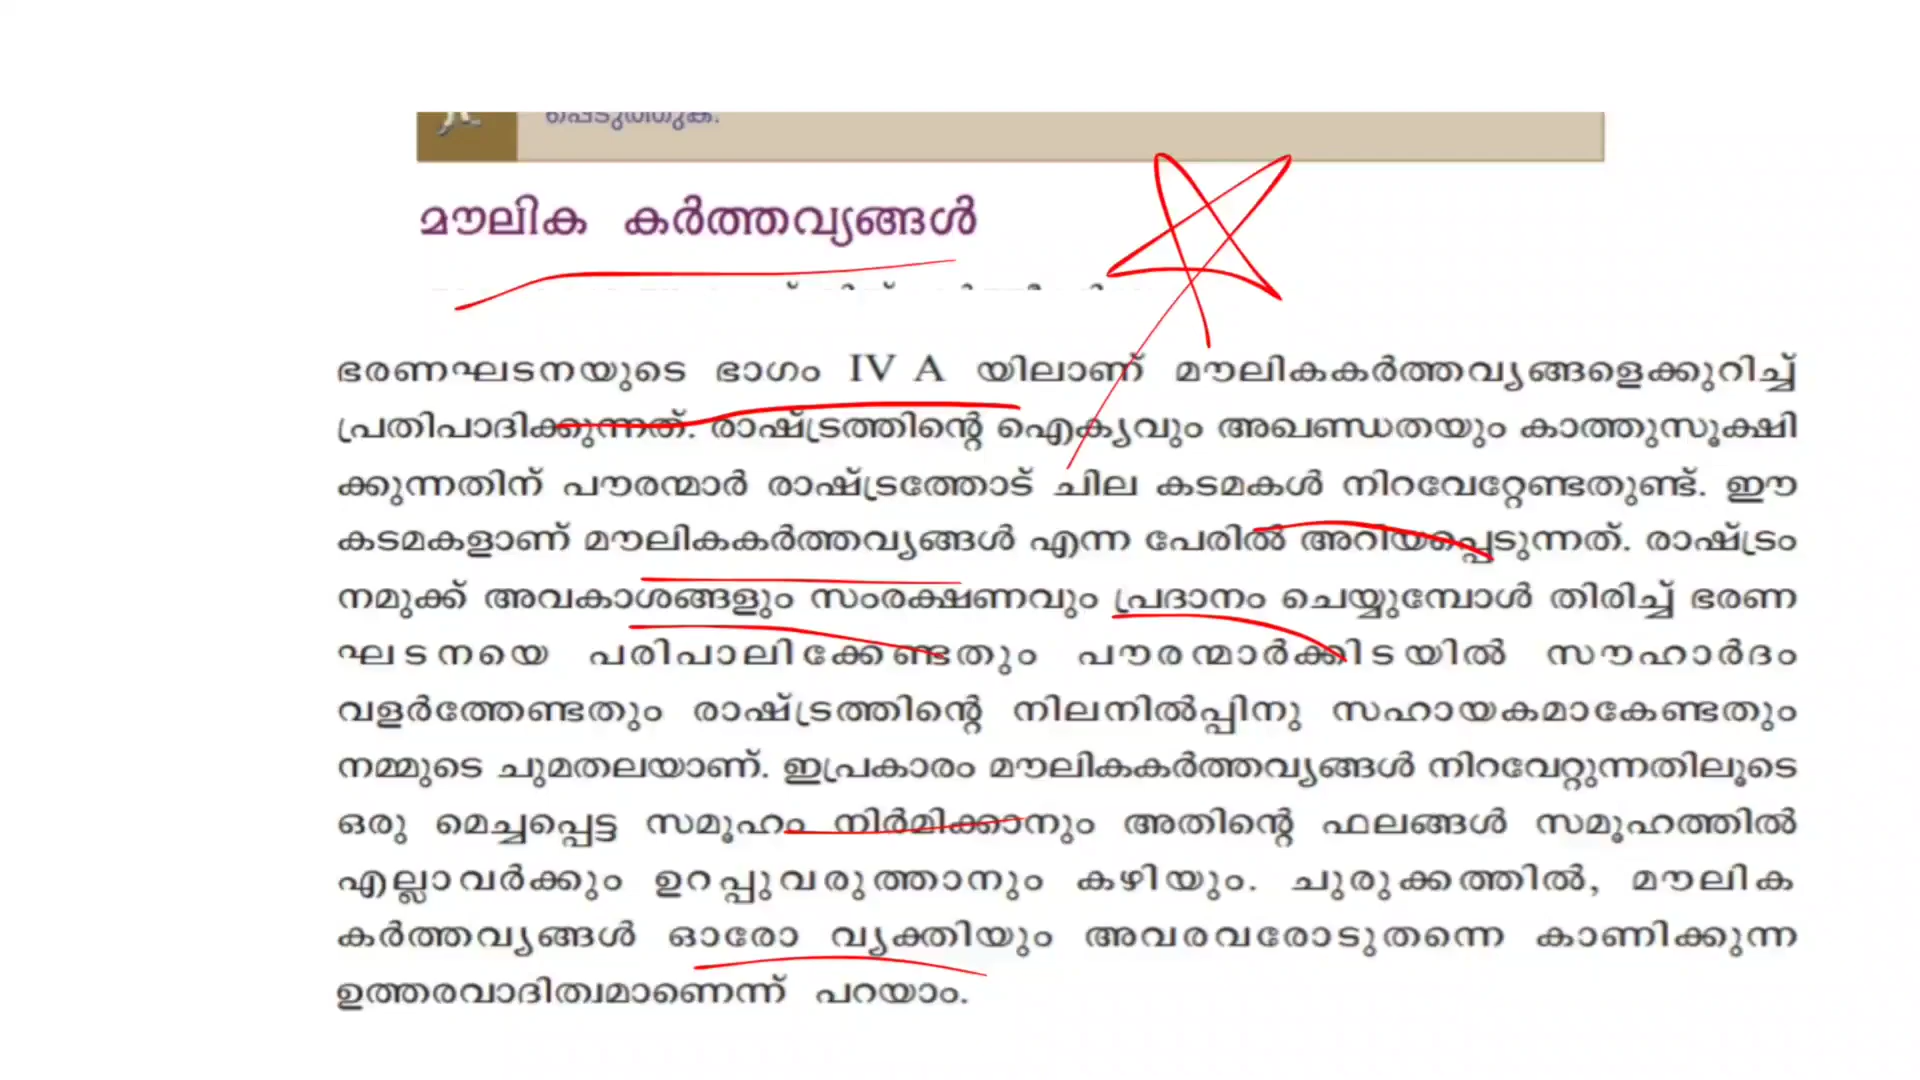 പ്പെടുത്തുക.
മൗലിക കർത്തവ്യങ്ങൾ
ഭരണഘടനയുടെ ഭാഗം IV A യിലാണ് മൗലികകർത്തവ്യങ്ങളെക്കുറിച്ച്
പ്രതിപാദിക്കുന്നത്. രാഷ്ട്രത്തിന്റെ ഐക്യവും അഖണ്ഡതയും കാത്തുസൂക്ഷി
ക്കുന്നതിന് പൗരന്മാർ രാഷ്ട്രത്തോട് ചില കടമകൾ നിറവേറ്റേണ്ടതുണ്ട്. ഈ
കടമകളാണ് മൗലികകർത്തവ്യങ്ങൾ എന്ന പേരിൽ അറിയപ്പെടുന്നത്. രാഷ്ട്രം
നമുക്ക് അവകാശങ്ങളും സംരക്ഷണവും പ്രദാനം ചെയ്യുമ്പോൾ തിരിച്ച് ഭരണ
ഘടനയെ പരിപാലിക്കേണ്ടതും പൗരന്മാർക്കിടയിൽ സൗഹാർദം
വളർത്തേണ്ടതും രാഷ്ട്രത്തിന്റെ നിലനിൽപ്പിനു സഹായകമാകേണ്ടതും
നമ്മുടെ ചുമതലയാണ്. ഇപ്രകാരം മൗലികകർത്തവ്യങ്ങൾ നിറവേറ്റുന്നതിലൂടെ
ഒരു മെച്ചപ്പെട്ട സമൂഹം നിർമിക്കാനും അതിന്റെ ഫലങ്ങൾ സമൂഹത്തിൽ
എല്ലാവർക്കും ഉറപ്പുവരുത്താനും കഴിയും. ചുരുക്കത്തിൽ, മൗലിക
കർത്തവ്യങ്ങൾ ഓരോ വ്യക്തിയും അവരവരോടുതന്നെ കാണിക്കുന്ന
ഉത്തരവാദിത്വമാണെന്ന് പറയാം.